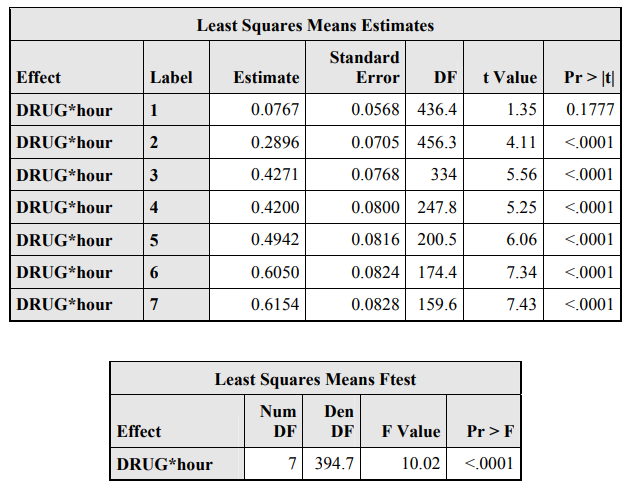 Least Squares Means Estimates
Effect Label Estimate Standard Error DF t Value Pr > |t|
DRUG*hour 1 0.0767 0.0568 436.4 1.35 0.1777
DRUG*hour 2 0.2896 0.0705 456.3 4.11 <.0001
DRUG*hour 3 0.4271 0.0768 334 5.56 <.0001
DRUG*hour 4 0.4200 0.0800 247.8 5.25 <.0001
DRUG*hour 5 0.4942 0.0816 200.5 6.06 <.0001
DRUG*hour 6 0.6050 0.0824 174.4 7.34 <.0001
DRUG*hour 7 0.6154 0.0828 159.6 7.43 <.0001
Least Squares Means Ftest
Effect Num DF Den DF F Value Pr > F
DRUG*hour 7 394.7 10.02 <.0001